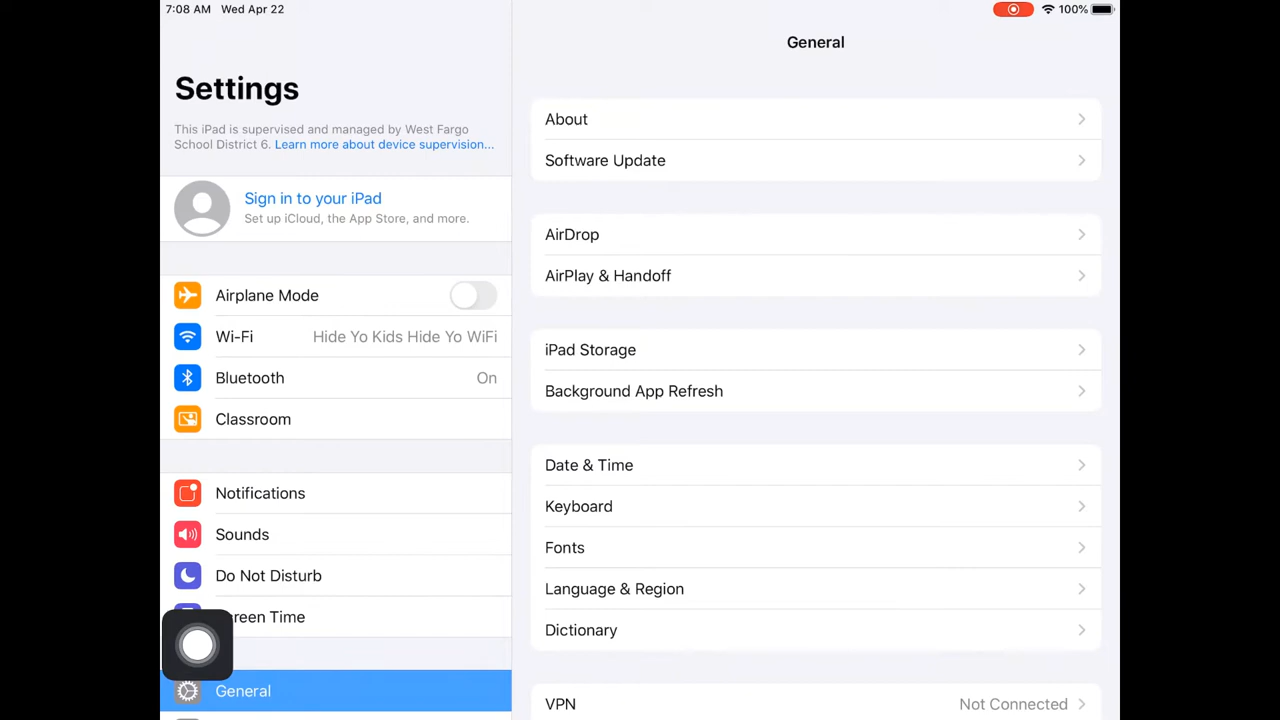 7:08 AM Wed Apr 22
100%
Settings
This iPad is supervised and managed by West Fargo
School District 6. Learn more about device supervision...
Sign in to your iPad
Set up iCloud, the App Store, and more.
Airplane Mode
Wi-Fi Hide Yo Kids Hide Yo WiFi
Bluetooth On
Classroom
Notifications
Sounds
Do Not Disturb
reen Time
General
General
About
Software Update
AirDrop
AirPlay & Handoff
iPad Storage
Background App Refresh
Date & Time
Keyboard
Fonts
Language & Region
Dictionary
VPN Not Connected